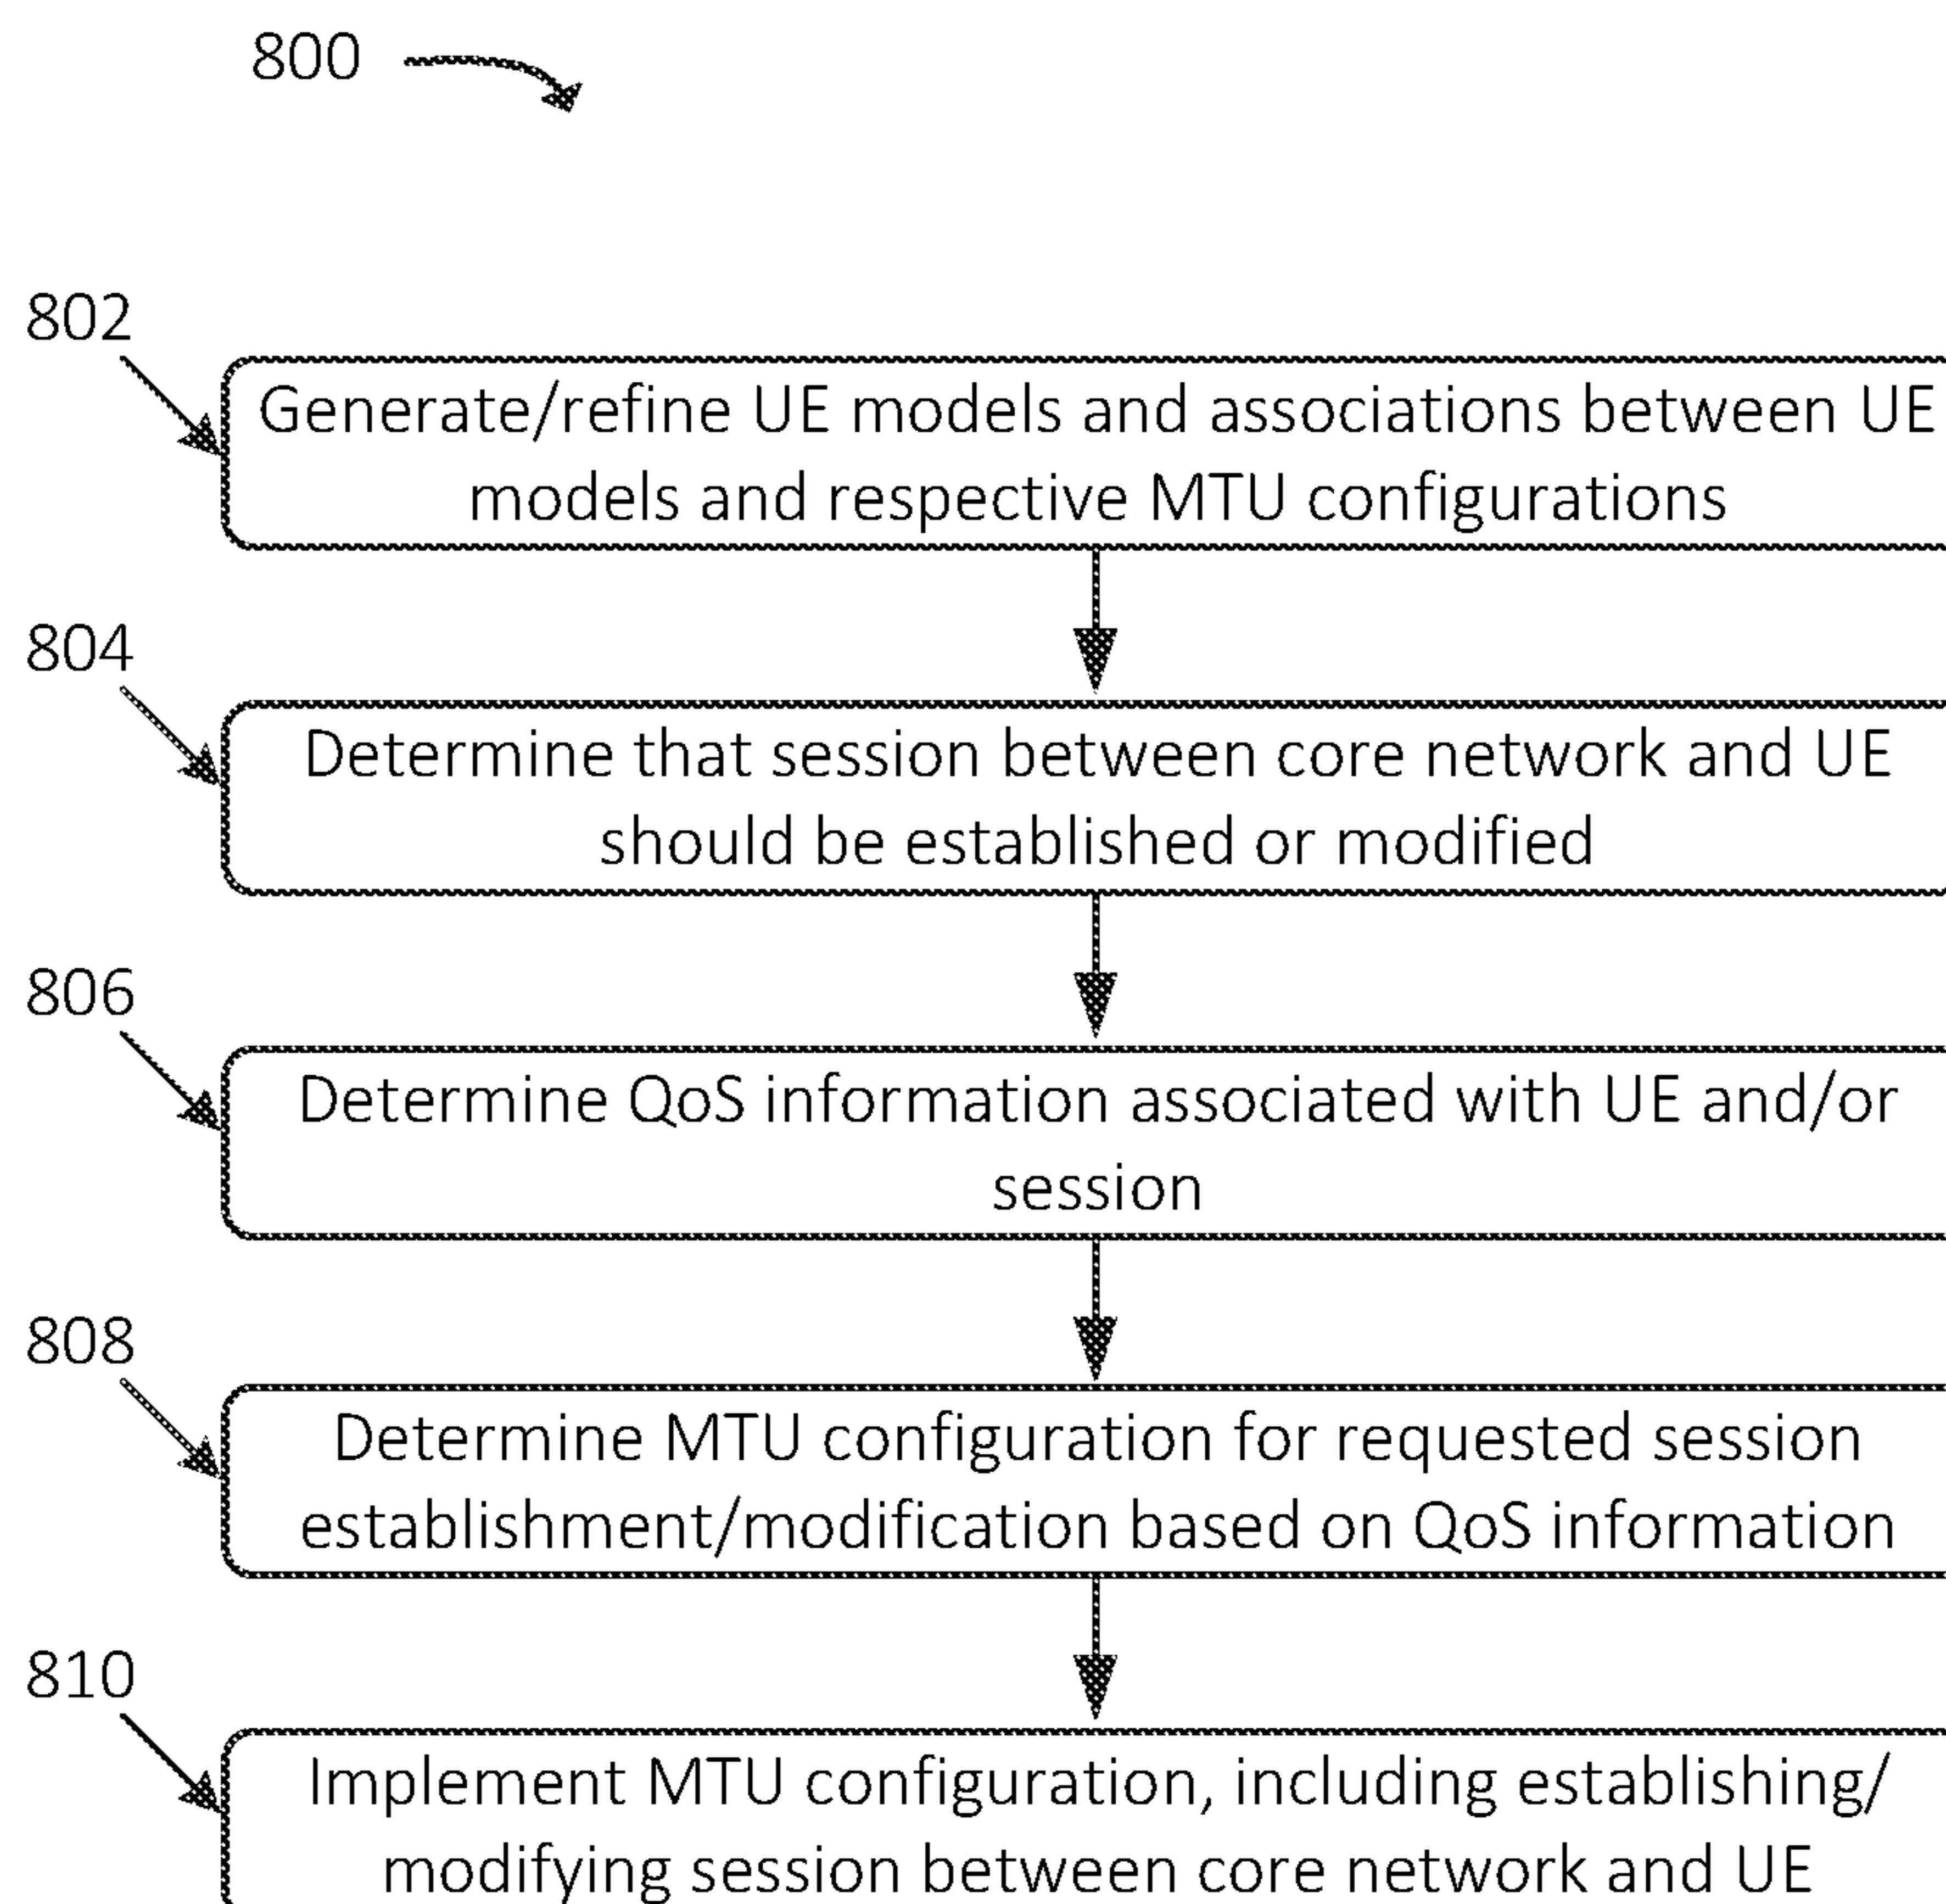 800
802
Generate/refine UE models and associations between UE
models and respective MTU configurations
804
Determine that session between core network and UE
should be established or modified
806
Determine QoS information associated with UE and/or
session
808
Determine MTU configuration for requested session
establishment/modification based on QoS information
810
Implement MTU configuration, including establishing/
modifying session between core network and UE